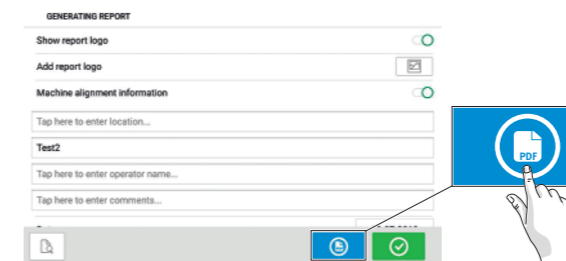 GENERATING REPORT
Show report logo
Add report logo
Machine alignment information
Tap here to enter location...
Test2
Tap here to enter operator name...
Tap here to enter comments...
PDF